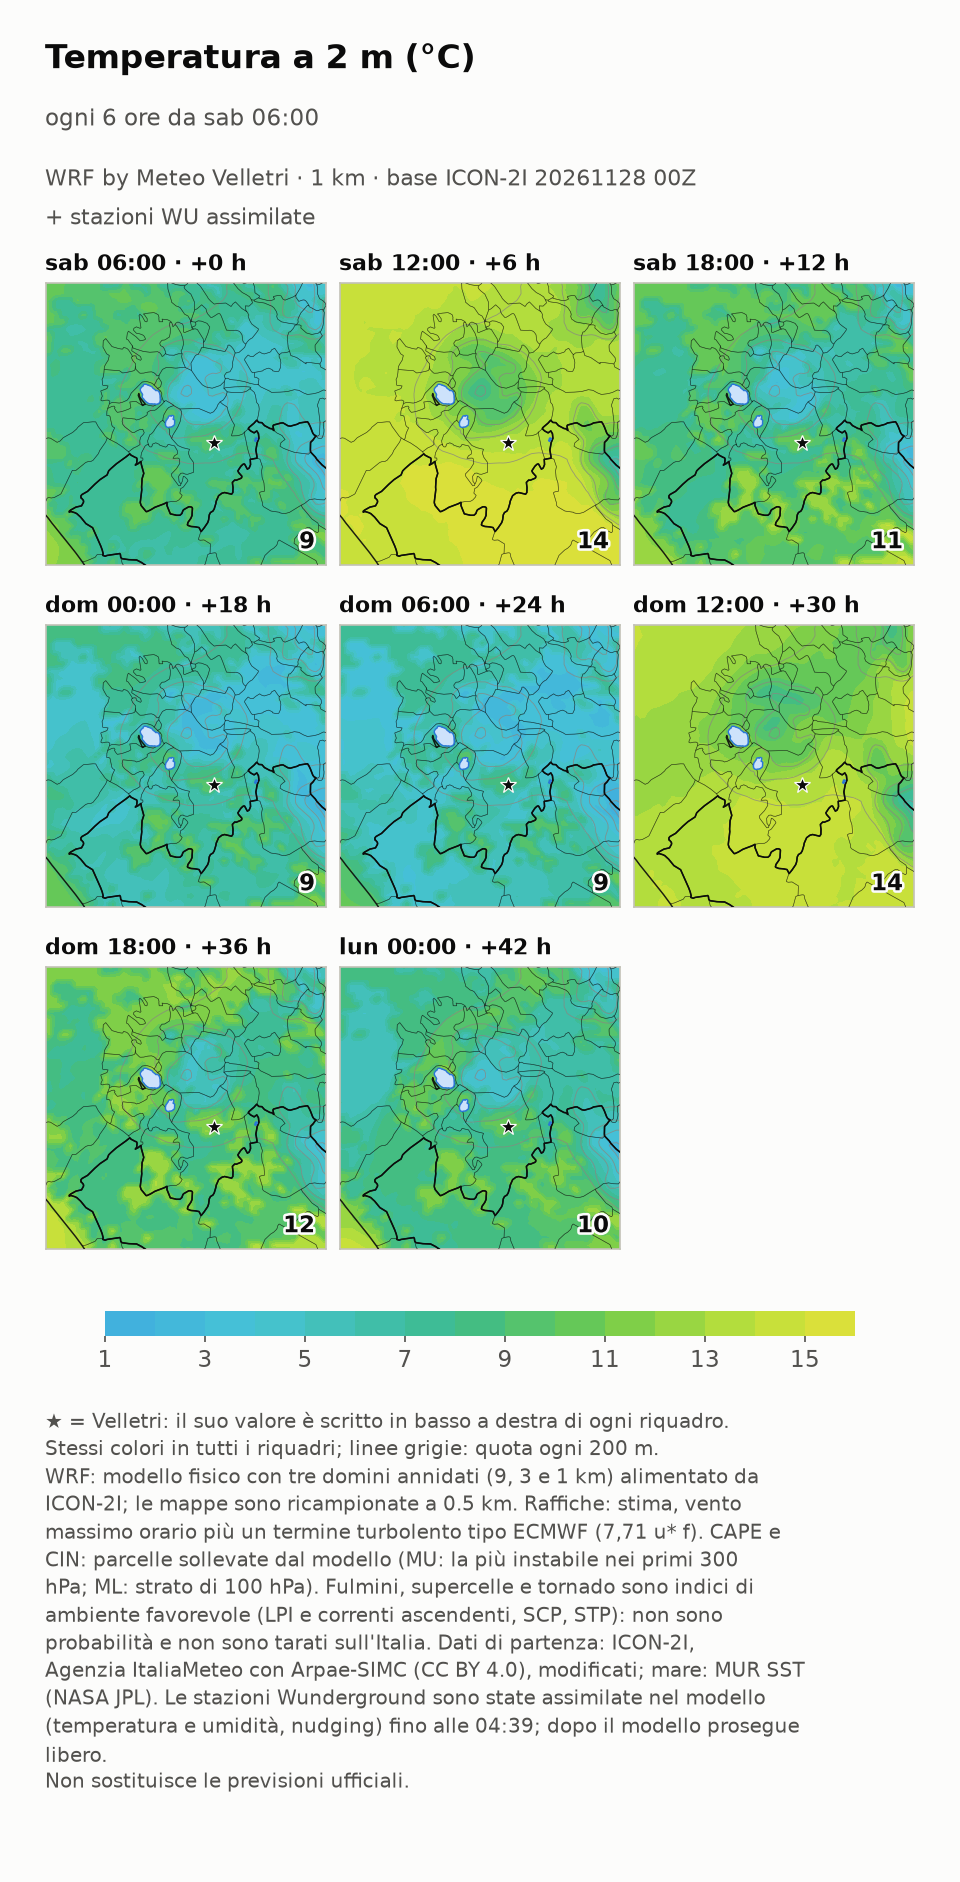 Temperatura a 2 m (°C)
ogni 6 ore da sab 06:00
WRF by Meteo Velletri · 1 km · base ICON-2I 20261128 00Z
+ stazioni WU assimilate
sab 06:00 · +0 h
sab 12:00 · +6 h
sab 18:00 · +12 h
9
14
11
dom 00:00 · +18 h
dom 06:00 · +24 h
dom 12:00 · +30 h
9
9
14
dom 18:00 · +36 h
lun 00:00 · +42 h
12
10
1 3 5 7 9 11 13 15
★ = Velletri: il suo valore è scritto in basso a destra di ogni riquadro.
Stessi colori in tutti i riquadri; linee grigie: quota ogni 200 m.
WRF: modello fisico con tre domini annidati (9, 3 e 1 km) alimentato da
ICON-2I; le mappe sono ricampionate a 0.5 km. Raffiche: stima, vento
massimo orario più un termine turbolento tipo ECMWF (7,71 u* f). CAPE e
CIN: parcelle sollevate dal modello (MU: la più instabile nei primi 300
hPa; ML: strato di 100 hPa). Fulmini, supercelle e tornado sono indici di
ambiente favorevole (LPI e correnti ascendenti, SCP, STP): non sono
probabilità e non sono tarati sull'Italia. Dati di partenza: ICON-2I,
Agenzia ItaliaMeteo con Arpae-SIMC (CC BY 4.0), modificati; mare: MUR SST
(NASA JPL). Le stazioni Wunderground sono state assimilate nel modello
(temperatura e umidità, nudging) fino alle 04:39; dopo il modello prosegue
libero.
Non sostituisce le previsioni ufficiali.